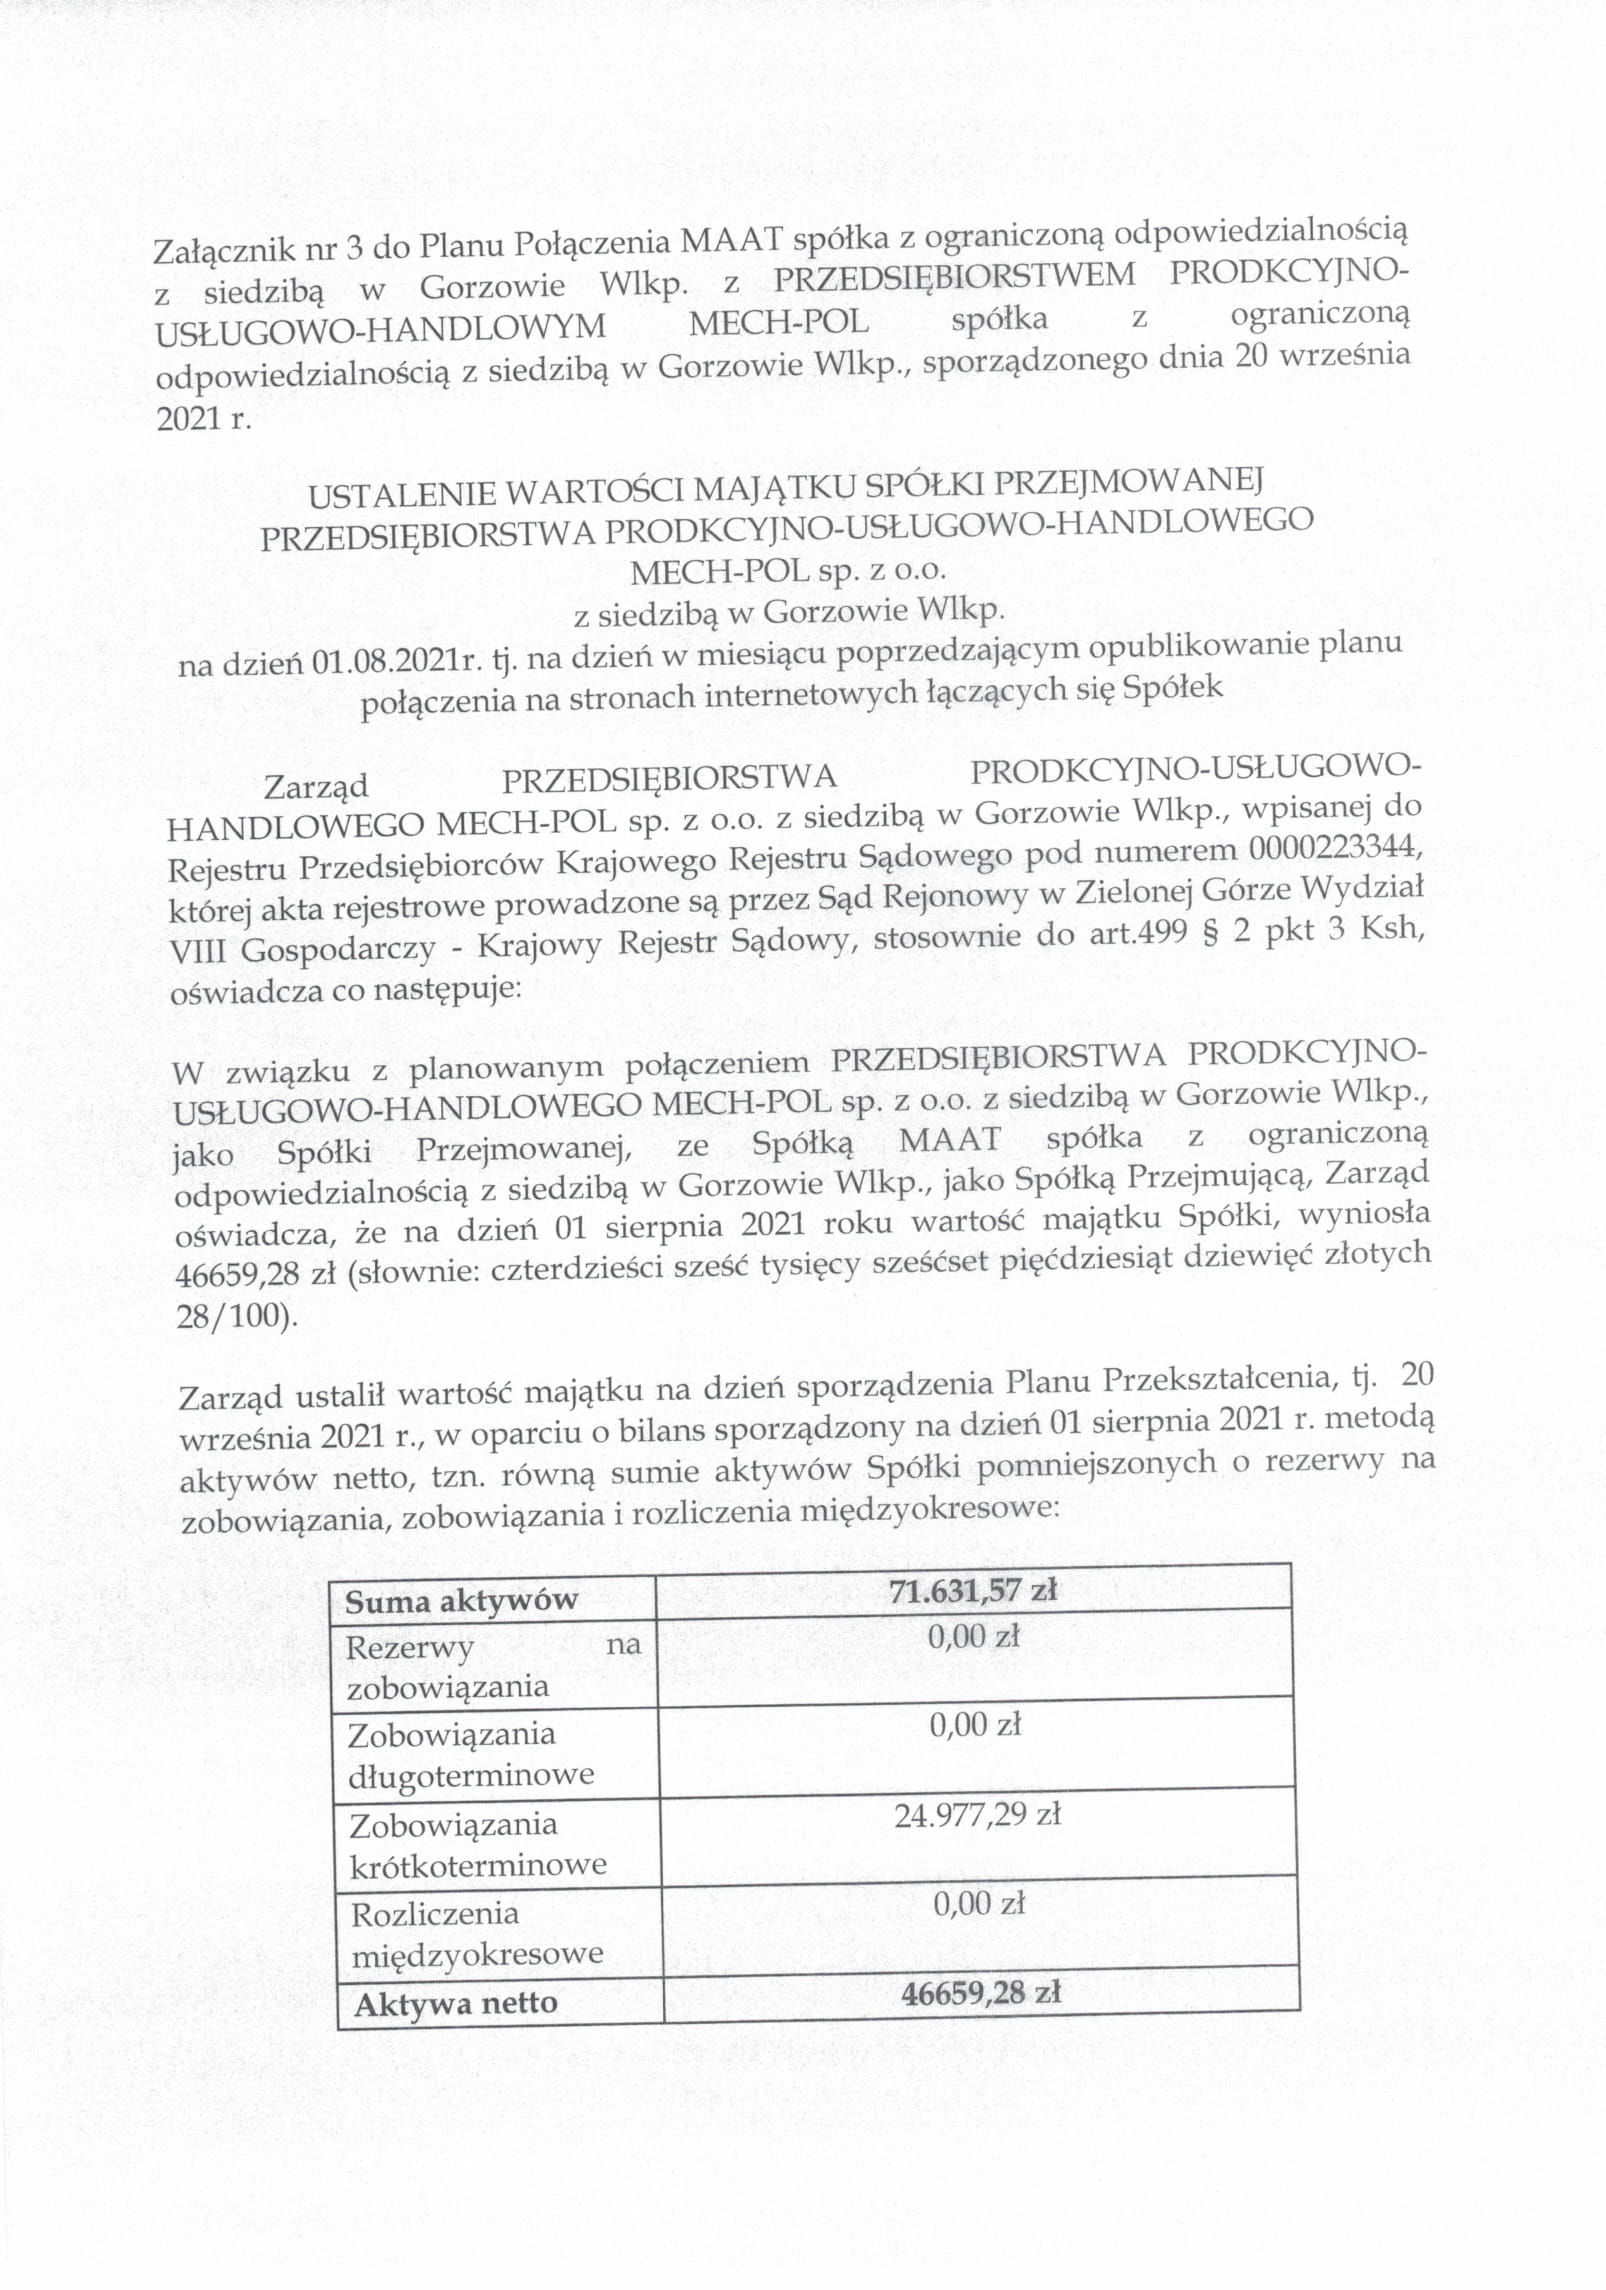 Załącznik nr 3 do Planu Połączenia MAAT spółka z ograniczoną odpowiedzialnością
z siedzibą w Gorzowie Wlkp. z PRZEDSIĘBIORSTWEM PRODKCYJNO-
USŁUGOWO-HANDLOWYM MECH-POL spółka z ograniczoną
odpowiedzialnością z siedzibą w Gorzowie Wlkp., sporządzonego dnia 20 września
2021 r.
USTALENIE WARTOŚCI MAJĄTKU SPÓŁKI PRZEJMOWANEJ
PRZEDSIĘBIORSTWA PRODKCYJNO-USŁUGOWO-HANDLOWEGO
MECH-POL sp. z o.o.
z siedzibą w Gorzowie Wlkp.
na dzień 01.08.2021r. tj. na dzień w miesiącu poprzedzającym opublikowanie planu
połączenia na stronach internetowych łączących się Spółek
Zarząd PRZEDSIĘBIORSTWA PRODKCYJNO-USŁUGOWO-
HANDLOWEGO MECH-POL sp. z o.o. z siedzibą w Gorzowie Wlkp., wpisanej do
Rejestru Przedsiębiorców Krajowego Rejestru Sądowego pod numerem 0000223344,
której akta rejestrowe prowadzone są przez Sąd Rejonowy w Zielonej Górze Wydział
VIII Gospodarczy - Krajowy Rejestr Sądowy, stosownie do art.499 § 2 pkt 3 Ksh,
oświadcza co następuje:
W związku z planowanym połączeniem PRZEDSIĘBIORSTWA PRODKCYJNO-
USŁUGOWO-HANDLOWEGO MECH-POL sp. z o.o. z siedzibą w Gorzowie Wlkp.,
jako Spółki Przejmowanej, ze Spółką MAAT spółka z ograniczoną
odpowiedzialnością z siedzibą w Gorzowie Wlkp., jako Spółką Przejmującą, Zarząd
oświadcza, że na dzień 01 sierpnia 2021 roku wartość majątku Spółki, wyniosła
46659,28 zł (słownie: czterdzieści sześć tysięcy sześćset pięćdziesiąt dziewięć złotych
28/100).
Zarząd ustalił wartość majątku na dzień sporządzenia Planu Przekształcenia, tj. 20
września 2021 r., w oparciu o bilans sporządzony na dzień 01 sierpnia 2021 r. metodą
aktywów netto, tzn. równą sumie aktywów Spółki pomniejszonych o rezerwy na
zobowiązania, zobowiązania i rozliczenia międzyokresowe:
Suma aktywów 71.631,57 zł
Rezerwy na 0,00 zł
zobowiązania
Zobowiązania 0,00 zł
długoterminowe
Zobowiązania 24.977,29 zł
krótkoterminowe
Rozliczenia 0,00 zł
międzyokresowe
Aktywa netto 46659,28 zł